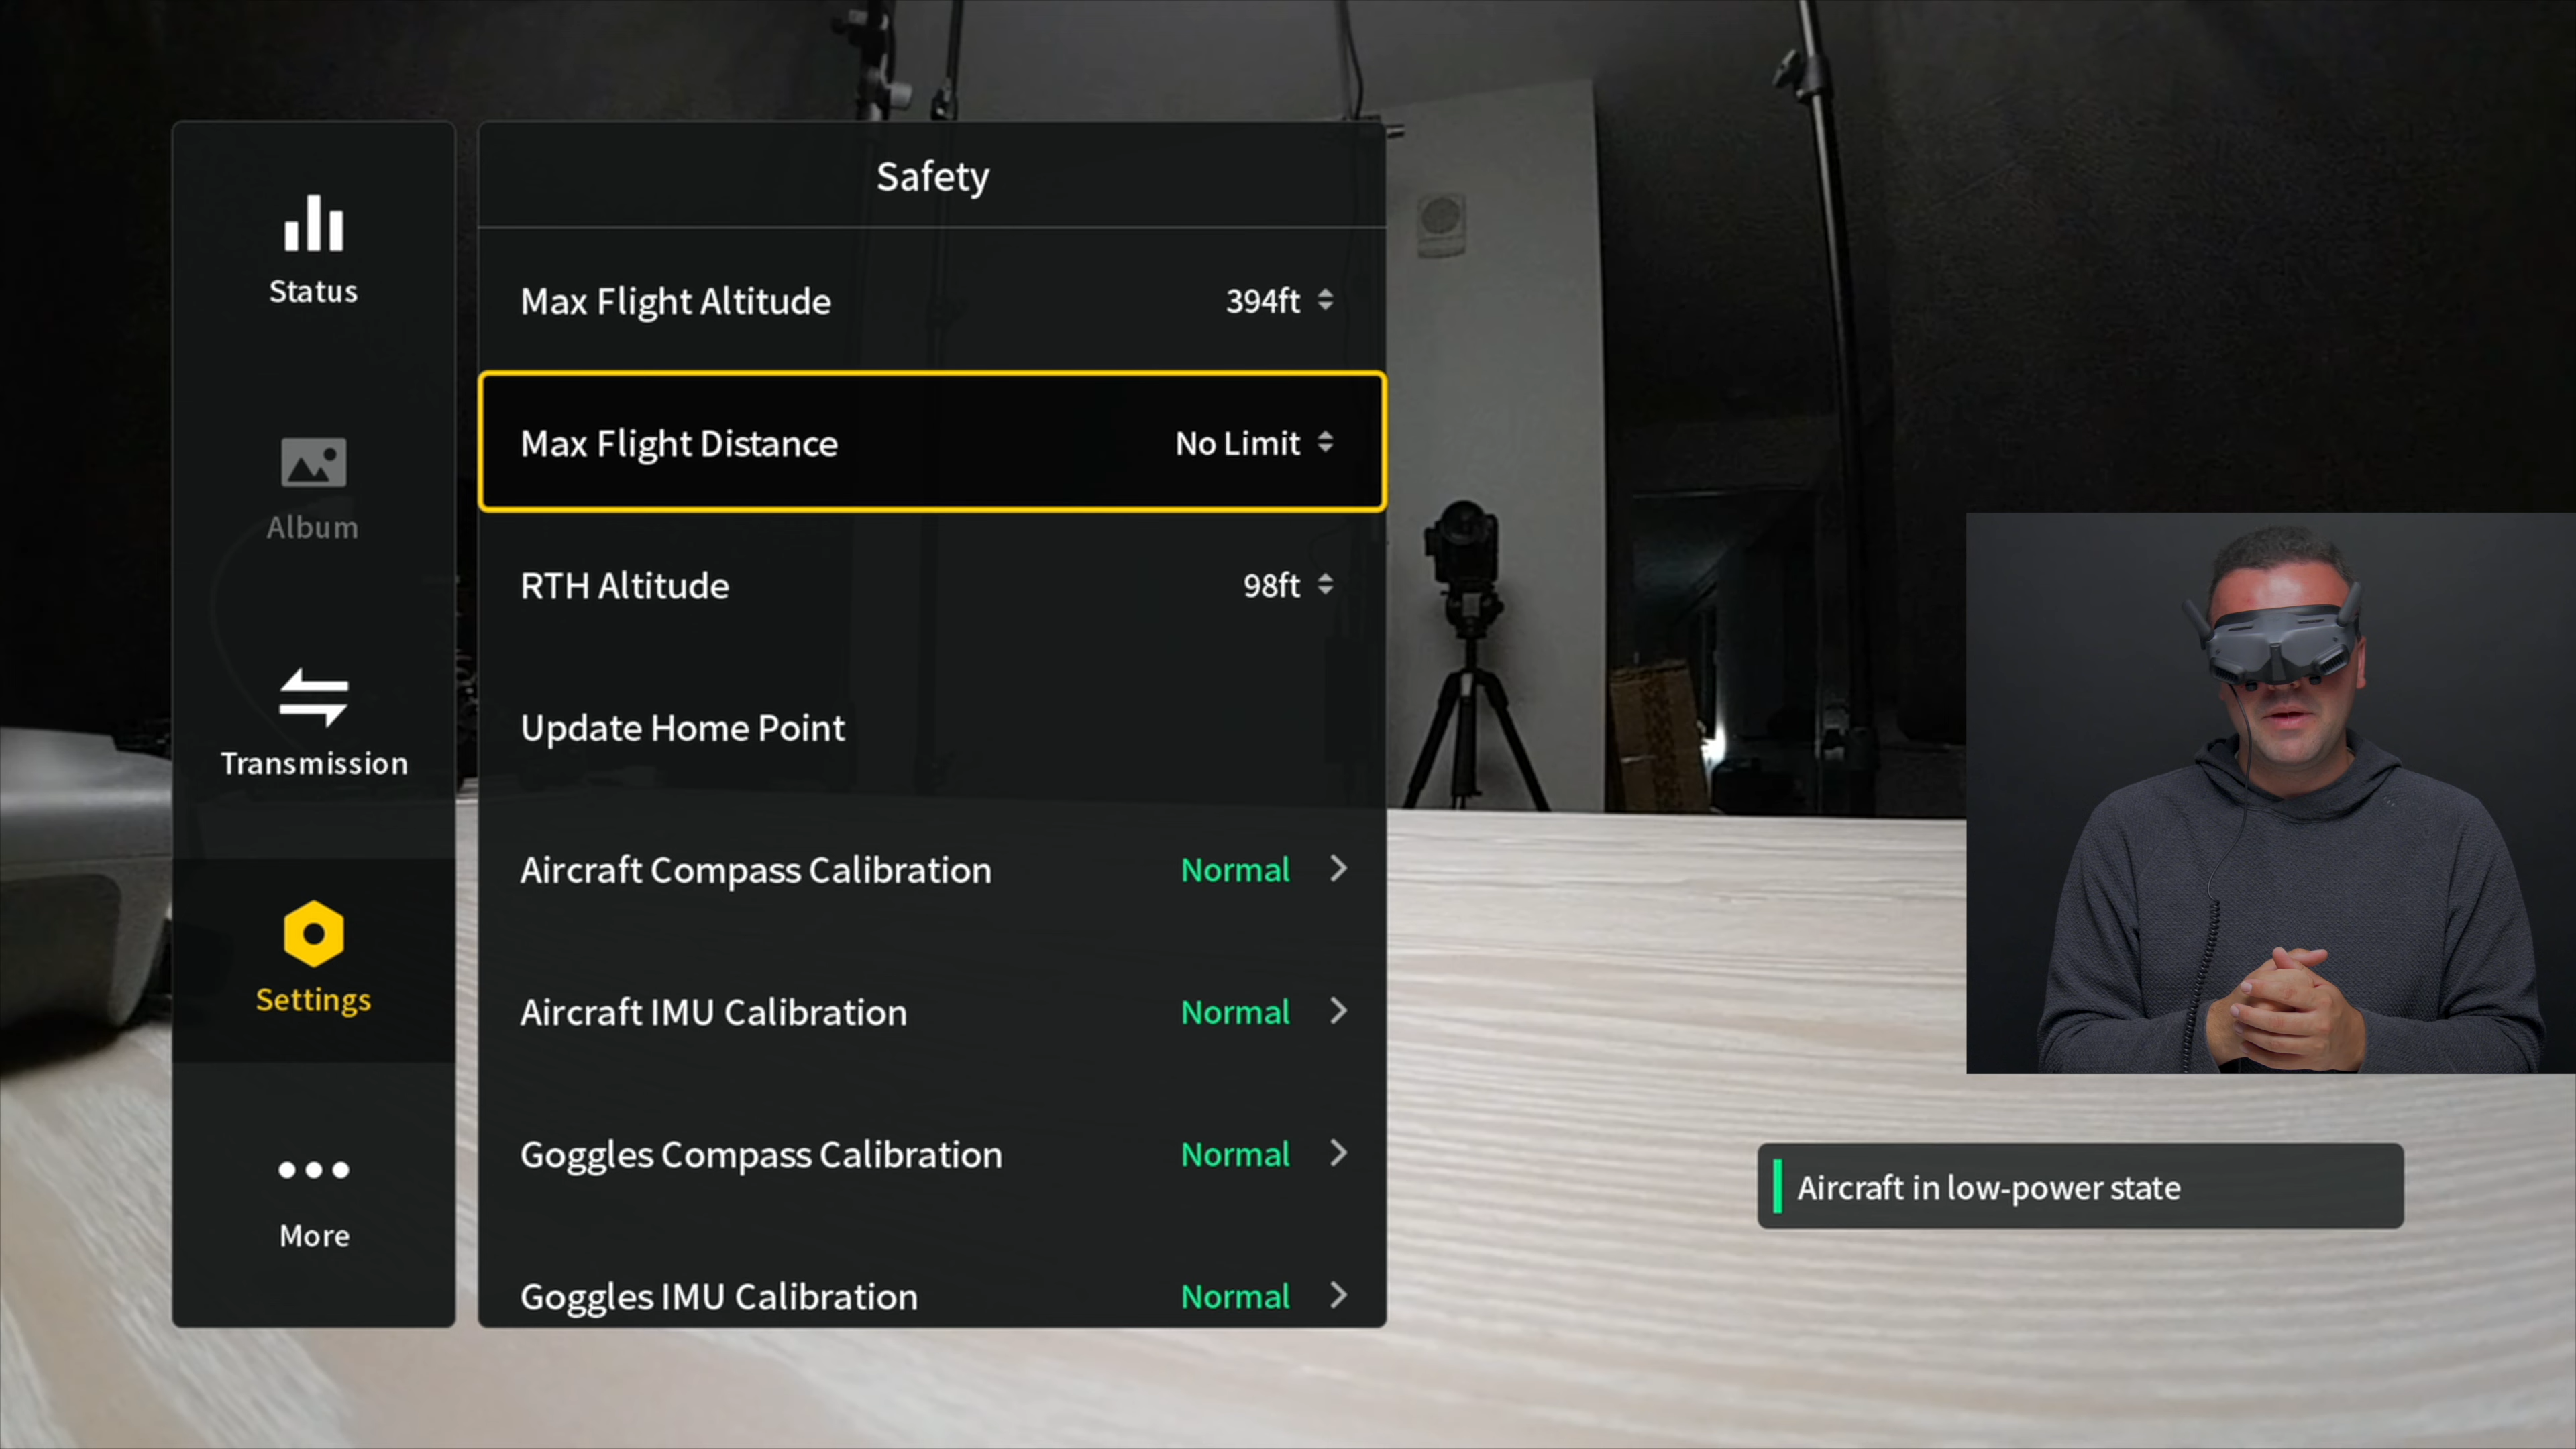 Status
Album
Transmission
Settings
More
Safety
Max Flight Altitude 394ft
Max Flight Distance No Limit
RTH Altitude 98ft
Update Home Point
Aircraft Compass Calibration Normal
Aircraft IMU Calibration Normal
Goggles Compass Calibration Normal
Goggles IMU Calibration Normal
Aircraft in low-power state